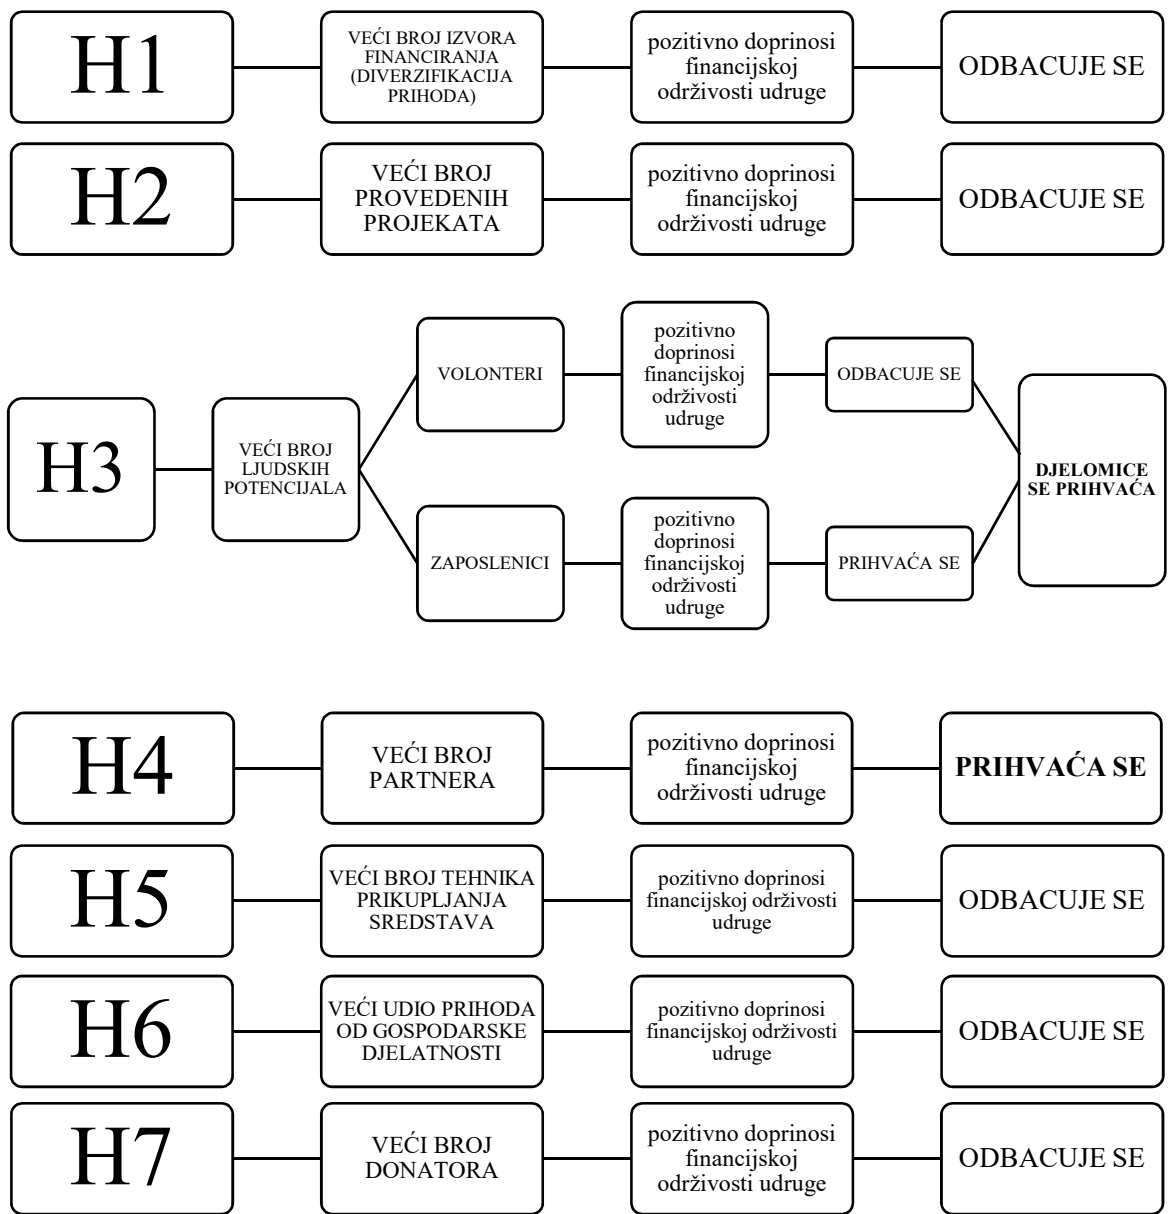 H1
VEĆI BROJ IZVORA
FINANCIRANJA
(DIVERZIFIKACIJA
PRIHODA)
pozitivno doprinosi
financijskoj
održivosti udruge
ODBACUJE SE
H2
VEĆI BROJ
PROVEDENIH
PROJEKATA
pozitivno doprinosi
financijskoj
održivosti udruge
ODBACUJE SE
H3
VEĆI BROJ
LJUDSKIH
POTENCIJALA
VOLONTERI
pozitivno
doprinosi
financijskoj
održivosti
udruge
ODBACUJE SE
ZAPOSLENICI
pozitivno
doprinosi
financijskoj
održivosti
udruge
PRIHVAĆA SE
DJELOMICE
SE PRIHVAĆA
H4
VEĆI BROJ
PARTNERA
pozitivno doprinosi
financijskoj
održivosti udruge
PRIHVAĆA SE
H5
VEĆI BROJ TEHNIKA
PRIKUPLJANJA
SREDSTAVA
pozitivno doprinosi
financijskoj održivosti
udruge
ODBACUJE SE
H6
VEĆI UDIO PRIHODA
OD GOSPODARSKE
DJELATNOSTI
pozitivno doprinosi
financijskoj održivosti
udruge
ODBACUJE SE
H7
VEĆI BROJ
DONATORA
pozitivno doprinosi
financijskoj
održivosti udruge
ODBACUJE SE